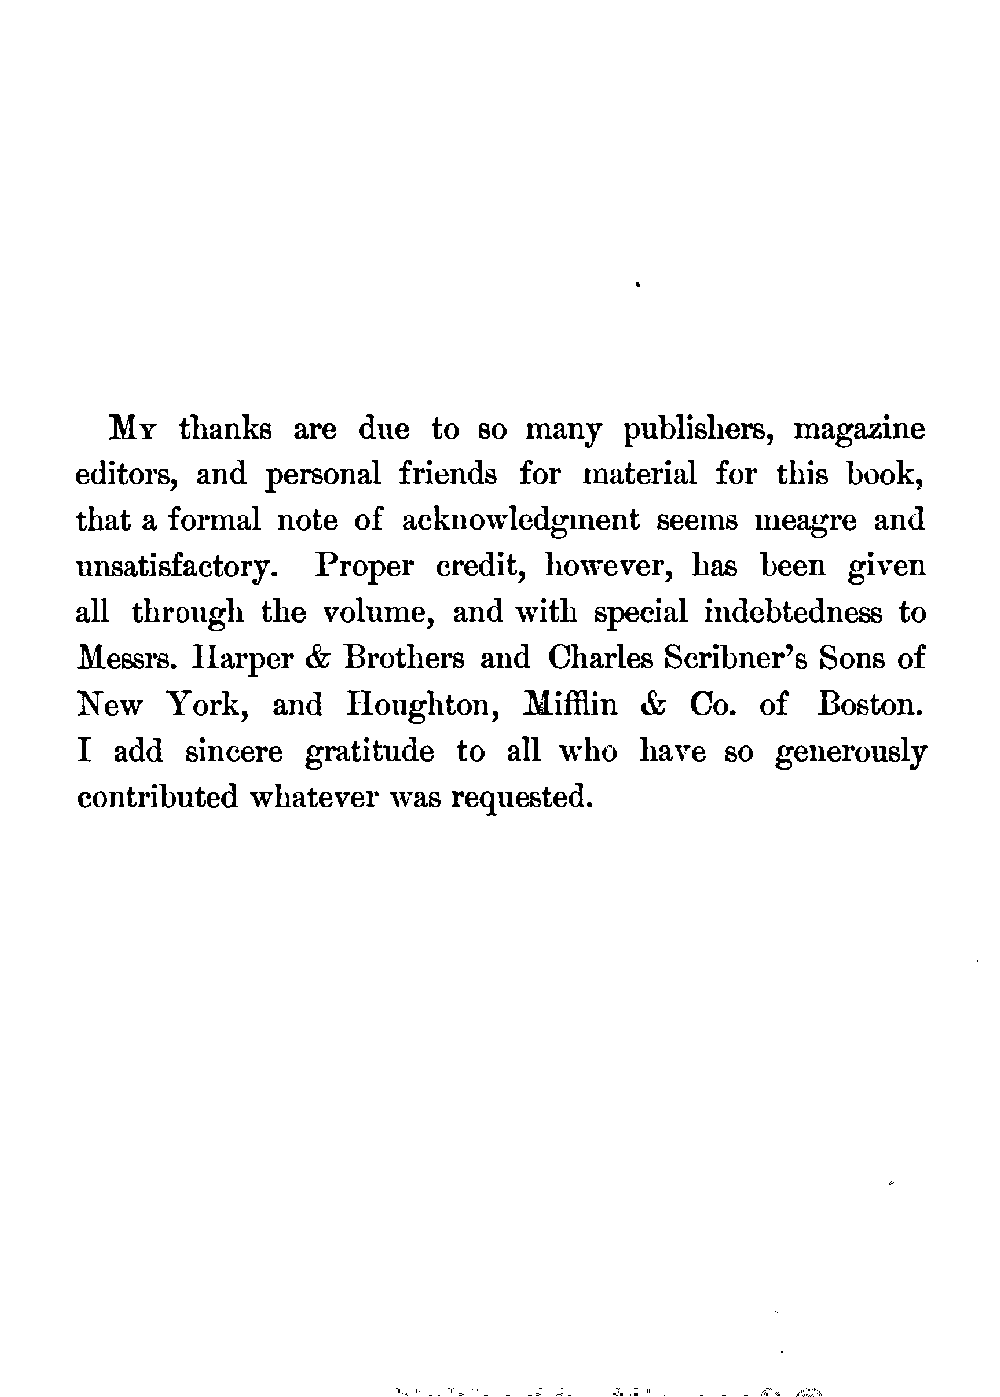 My thanks are due to so many publishers, magazine
editors, and personal friends for material for this book,
that a formal note of acknowledgment seems meagre and
unsatisfactory. Proper credit, however, has been given
all through the volume, and with special indebtedness to
Messrs. Harper & Brothers and Charles Scribner's Sons of
New York, and Houghton, Mifflin & Co. of Boston.
I add sincere gratitude to all who have so generously
contributed whatever was requested.